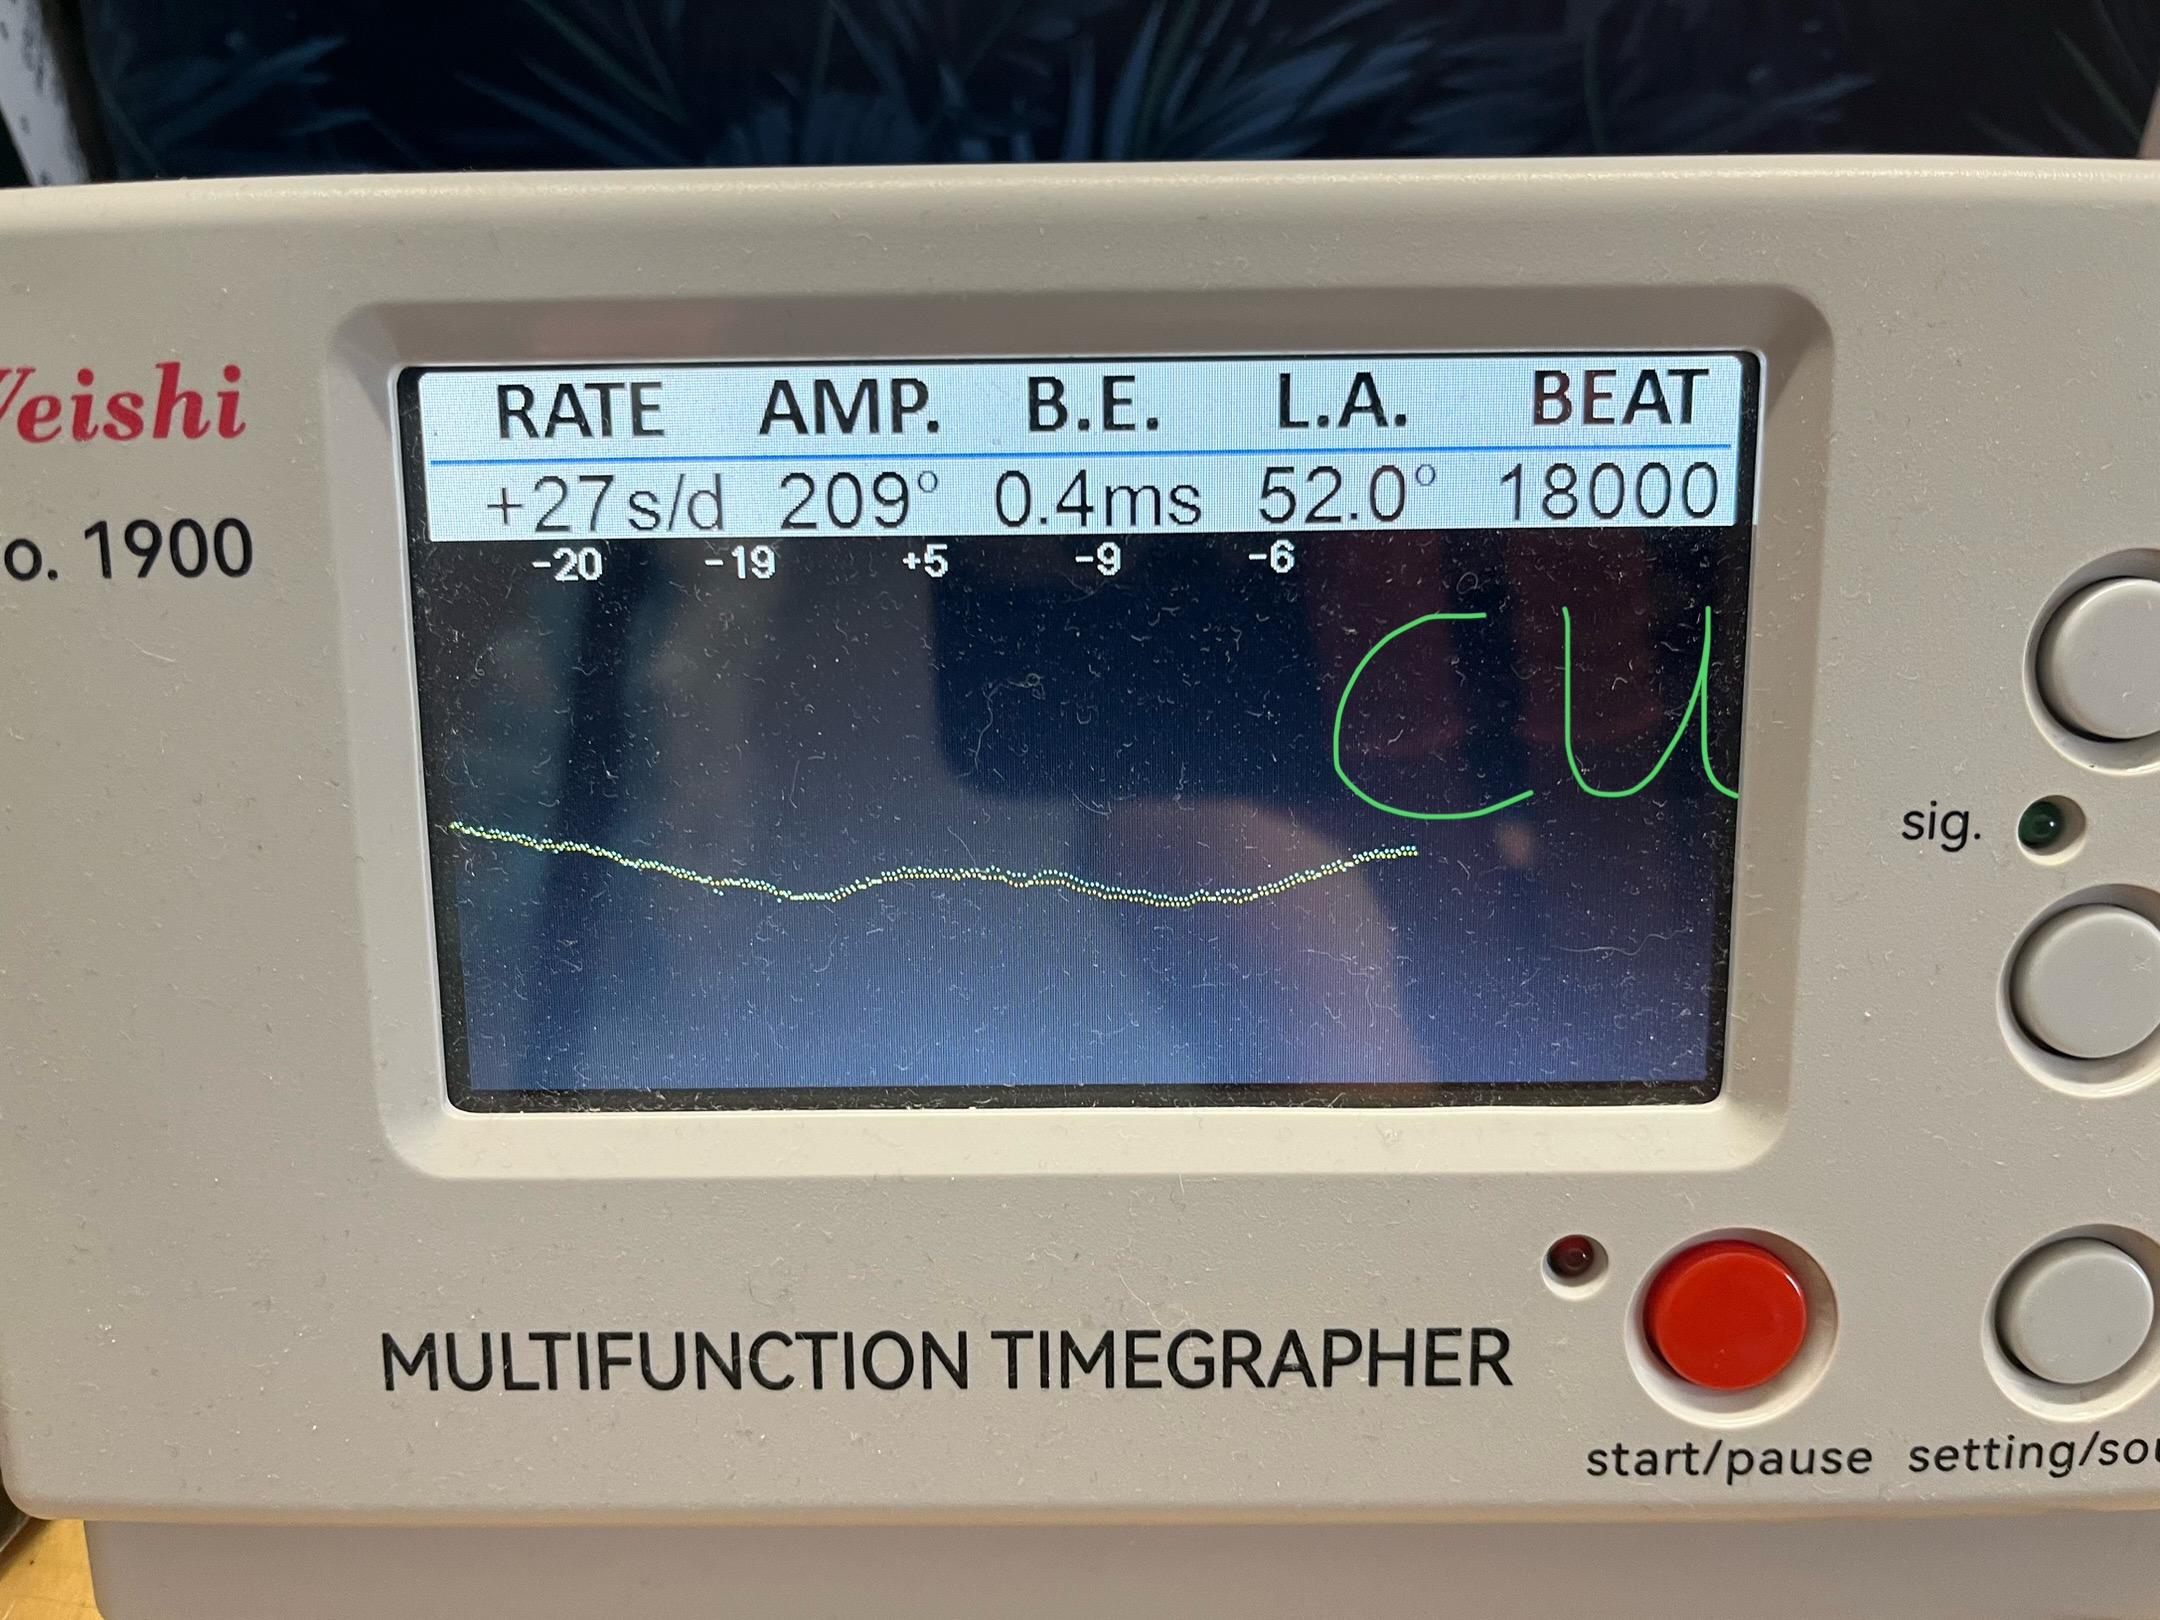 RATE AMP. B.E. L.A. BEAT
+27s/d 209° 0.4ms 52.0° 18000
-20 -19 +5 -9 -6
CU
Weishi
o. 1900
sig.
MULTIFUNCTION TIMEGRAPHER
start/pause setting/sou